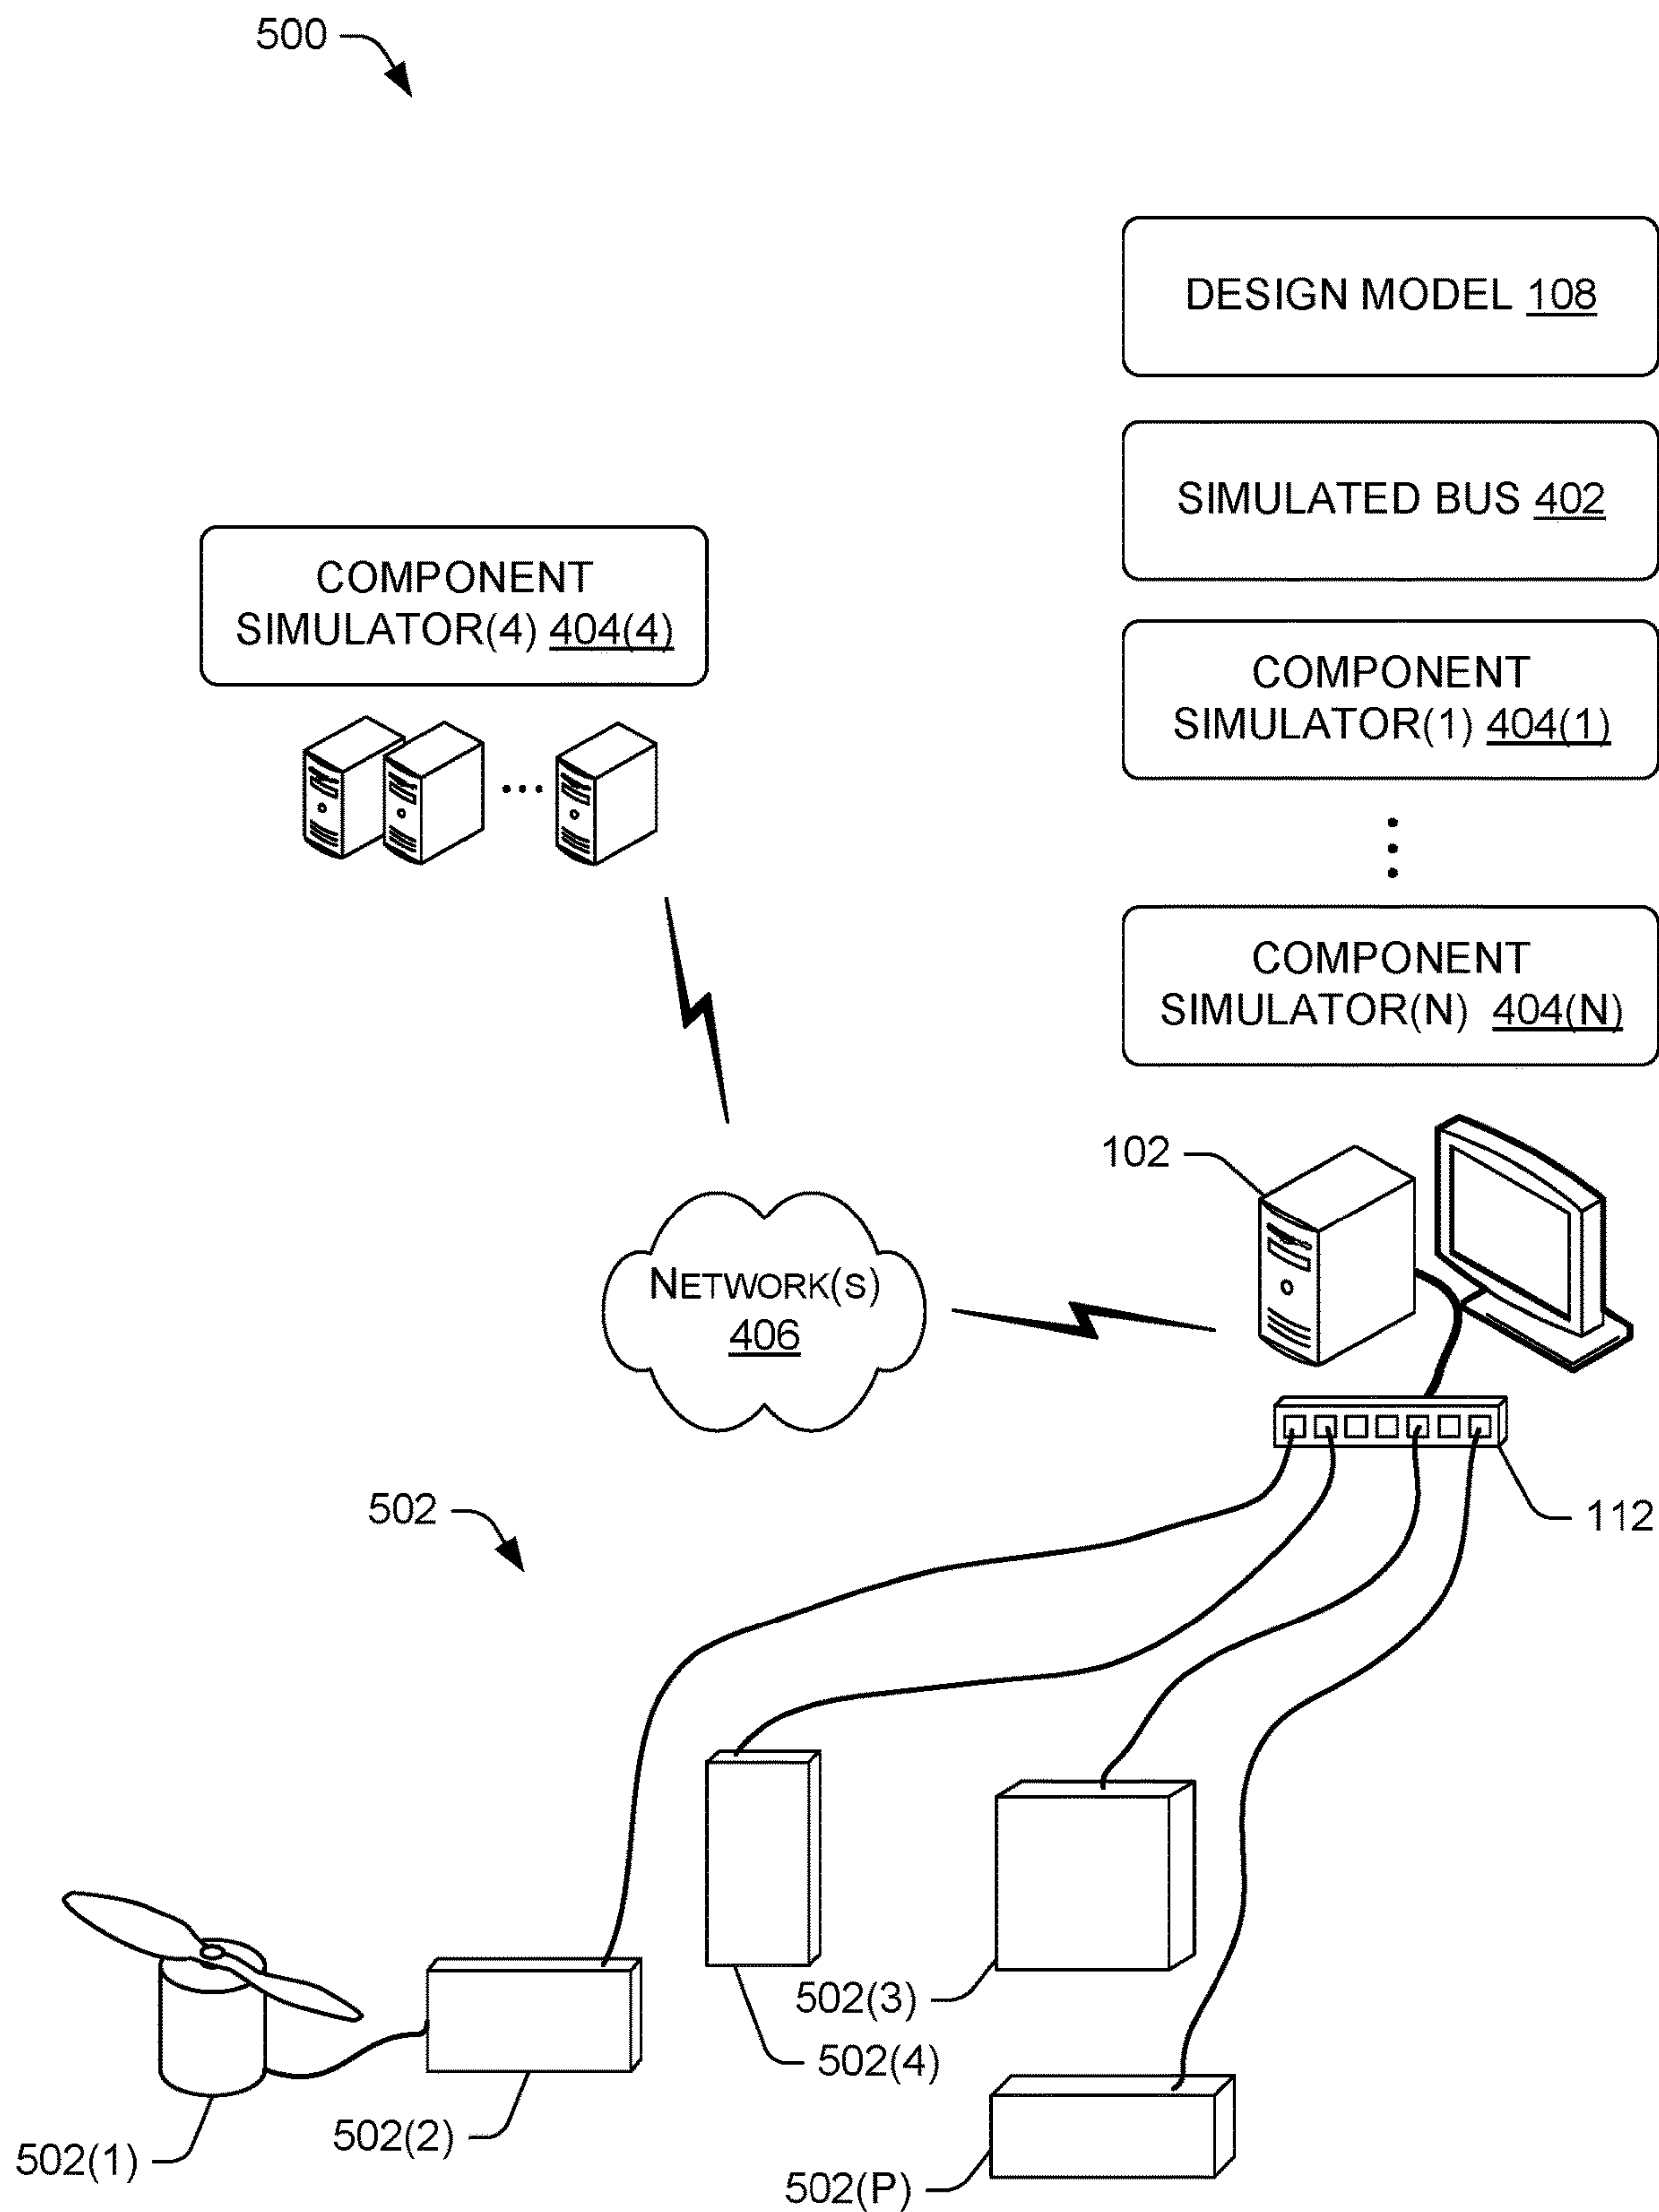 500
DESIGN MODEL 108
SIMULATED BUS 402
COMPONENT
SIMULATOR(4) 404(4)
COMPONENT
SIMULATOR(1) 404(1)
COMPONENT
SIMULATOR(N) 404(N)
102
NETWORK(S)
406
502
112
502(3)
502(4)
502(2)
502(1)
502(P)